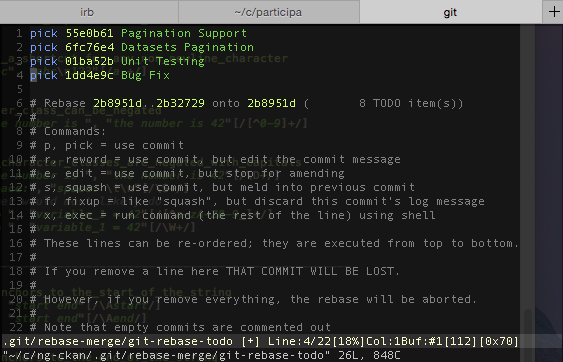 irb
~/c/participa
git
+
1 pick 55e0b61 Pagination Support
2 pick 6fc76e4 Datasets Pagination
3 pick 01ba52b Unit Testing
4 pick 1dd4e9c Bug Fix
5
6 # Rebase 2b8951d..2b32729 onto 2b8951d ( 8 TODO item(s))
7 #
8 # Commands:
9 # p, pick = use commit
10 # r, reword = use commit, but edit the commit message
11 # e, edit = use commit, but stop for amending
12 # s, squash = use commit, but meld into previous commit
13 # f, fixup = like "squash", but discard this commit's log message
14 # x, exec = run command (the rest of the line) using shell
15 #
16 # These lines can be re-ordered; they are executed from top to bottom.
17 #
18 # If you remove a line here THAT COMMIT WILL BE LOST.
19 #
20 # However, if you remove everything, the rebase will be aborted.
21 #
22 # Note that empty commits are commented out
.git/rebase-merge/git-rebase-todo [+] Line:4/22[18%]Col:1Buf:#1[112][0x70]
"~/c/ng-ckan/.git/rebase-merge/git-rebase-todo" 26L, 848C